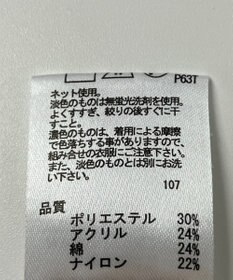 P63T
ネット使用。
淡色のものは無蛍光洗剤を使用。
よくすすぎ、絞りの後すぐに干
すこと。
濃色のものは、着用による摩擦
で色落ちする事がありますので、
組み合せの衣服にご注意下さい。
また、淡色のものとは別にお洗
い下さい。
107
品質
ポリエステル 30%
アクリル 24%
綿 24%
ナイロン 22%